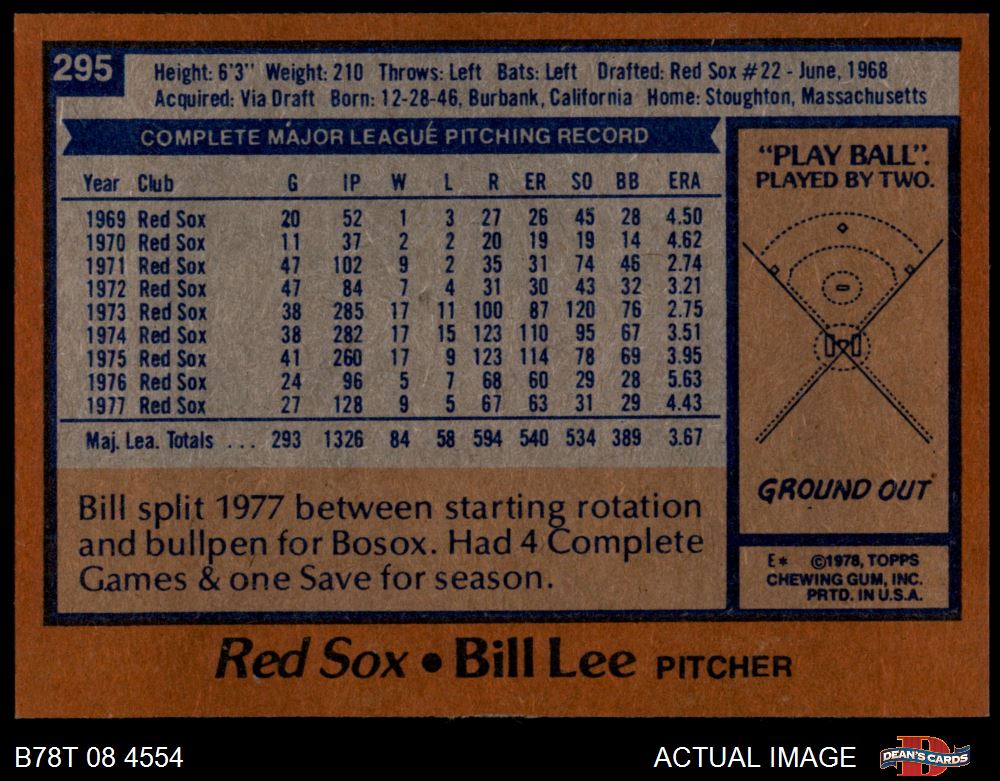 295
Height: 6'3" Weight: 210 Throws: Left Bats: Left Drafted: Red Sox #22 - June, 1968
Acquired: Via Draft Born: 12-28-46, Burbank, California Home: Stoughton, Massachusetts
COMPLETE MAJOR LEAGUE PITCHING RECORD
Year Club G IP W L R ER SO BB ERA
1969 Red Sox 20 52 1 3 27 26 45 28 4.50
1970 Red Sox 11 37 2 2 20 19 19 14 4.62
1971 Red Sox 47 102 9 2 35 31 74 46 2.74
1972 Red Sox 47 84 7 4 31 30 43 32 3.21
1973 Red Sox 38 285 17 11 100 87 120 76 2.75
1974 Red Sox 38 282 17 15 123 110 95 67 3.51
1975 Red Sox 41 260 17 9 123 114 78 69 3.95
1976 Red Sox 24 96 5 7 68 60 29 28 5.63
1977 Red Sox 27 128 9 5 67 63 31 29 4.43
Maj. Lea. Totals ... 293 1326 84 58 594 540 534 389 3.67
Bill split 1977 between starting rotation
and bullpen for Bosox. Had 4 Complete
Games & one Save for season.
"PLAY BALL".
PLAYED BY TWO.
GROUND OUT
E* ©1978, TOPPS
CHEWING GUM, INC.
PRTD. IN U.S.A.
Red Sox • Bill Lee PITCHER
B78T 08 4554
ACTUAL IMAGE
D
DEAN'S CARDS